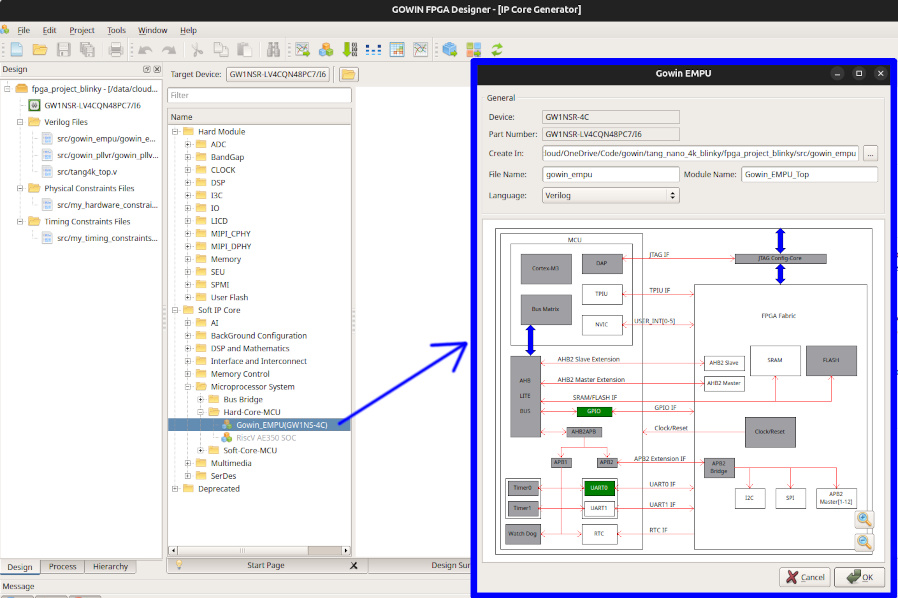 GOWIN FPGA Designer - [IP Core Generator]
File Edit Project Tools Window Help
Design
fpga_project_blinky - [/data/cloud...
GW1NSR-LV4CQN48PC7/I6
Verilog Files
src/gowin_empu/gowin_e...
src/gowin_pllvr/gowin_pllv...
src/tang4k_top.v
Physical Constraints Files
src/my_hardware_constrai...
Timing Constraints Files
src/my_timing_constraints...
Design Process Hierarchy
Message
Target Device: GW1NSR-LV4CQN48PC7/I6
Filter
Name
Hard Module
ADC
BandGap
CLOCK
DSP
I3C
IO
LICD
MIPI_CPHY
MIPI_DPHY
Memory
SEU
SPMI
User Flash
Soft IP Core
AI
BackGround Configuration
DSP and Mathematics
Interface and Interconnect
Memory Control
Microprocessor System
Bus Bridge
Hard-Core-MCU
Gowin_EMPU(GW1NS-4C)
RiscV AE350 SOC
Soft-Core-MCU
Multimedia
SerDes
Deprecated
Start Page
Design Sur
Gowin EMPU
General
Device: GW1NSR-4C
Part Number: GW1NSR-LV4CQN48PC7/I6
Create In: :loud/OneDrive/Code/gowin/tang_nano_4k_blinky/fpga_project_blinky/src/gowin_empu ...
File Name: gowin_empu Module Name: Gowin_EMPU_Top
Language: Verilog
MCU
Cortex-M3
DAP
JTAG IF
JTAG Config-Core
Bus Matrix
TPIU
TPIU IF
NVIC
USER_INT[0-5]
FPGA Fabric
AHB
LITE
BUS
AHB2 Slave Extension
AHB2 Slave
SRAM
FLASH
AHB2 Master Extension
AHB2 Master
SRAM/FLASH IF
GPIO
GPIO IF
AHB2APB
Clock/Reset
Clock/Reset
APB1
APB2
APB2 Extension IF
APB2
Bridge
Timer0
UART0
UART0 IF
I2C
SPI
APB2
Master[1-12]
Timer1
UART1
UART1 IF
Watch Dog
RTC
RTC IF
Cancel
OK